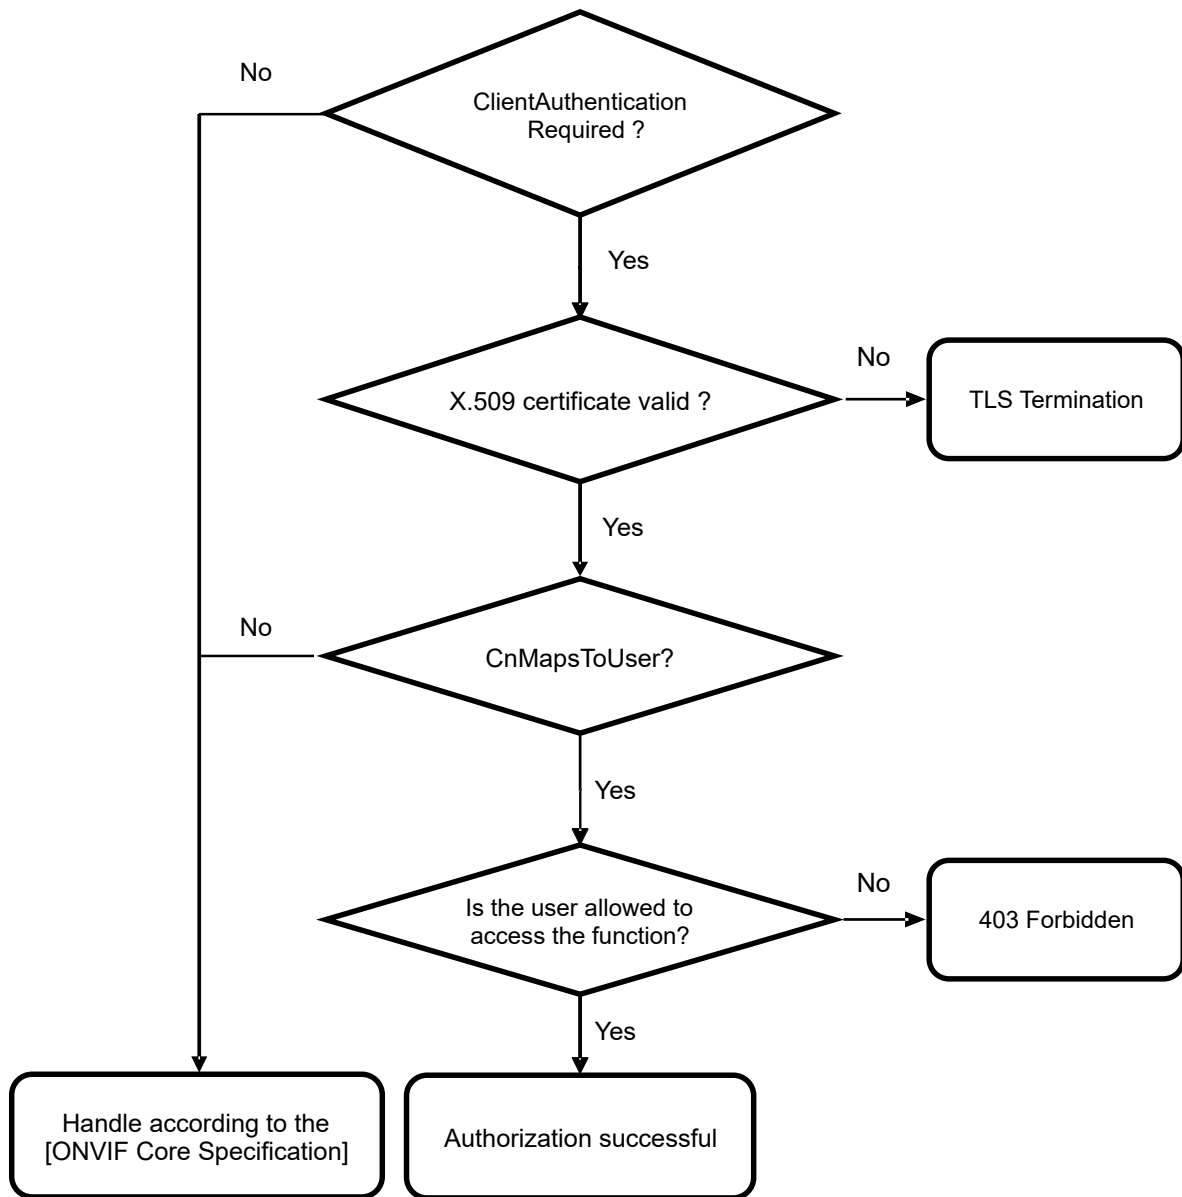 No
ClientAuthentication
Required ?
Yes
X.509 certificate valid ?
No
TLS Termination
Yes
No
CnMapsToUser?
Yes
Is the user allowed to
access the function?
No
403 Forbidden
Yes
Handle according to the
[ONVIF Core Specification]
Authorization successful